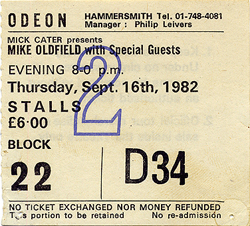 ODEON HAMMERSMITH Tel. 01-748-4081
Manager : Philip Leivers
MICK CATER presents
MIKE OLDFIELD with Special Guests
EVENING 8-0 p.m.
Thursday, Sept. 16th, 1982
STALLS
£6·00
2
BLOCK
22 D34
NO TICKET EXCHANGED NOR MONEY REFUNDED
This portion to be retained No re-admission